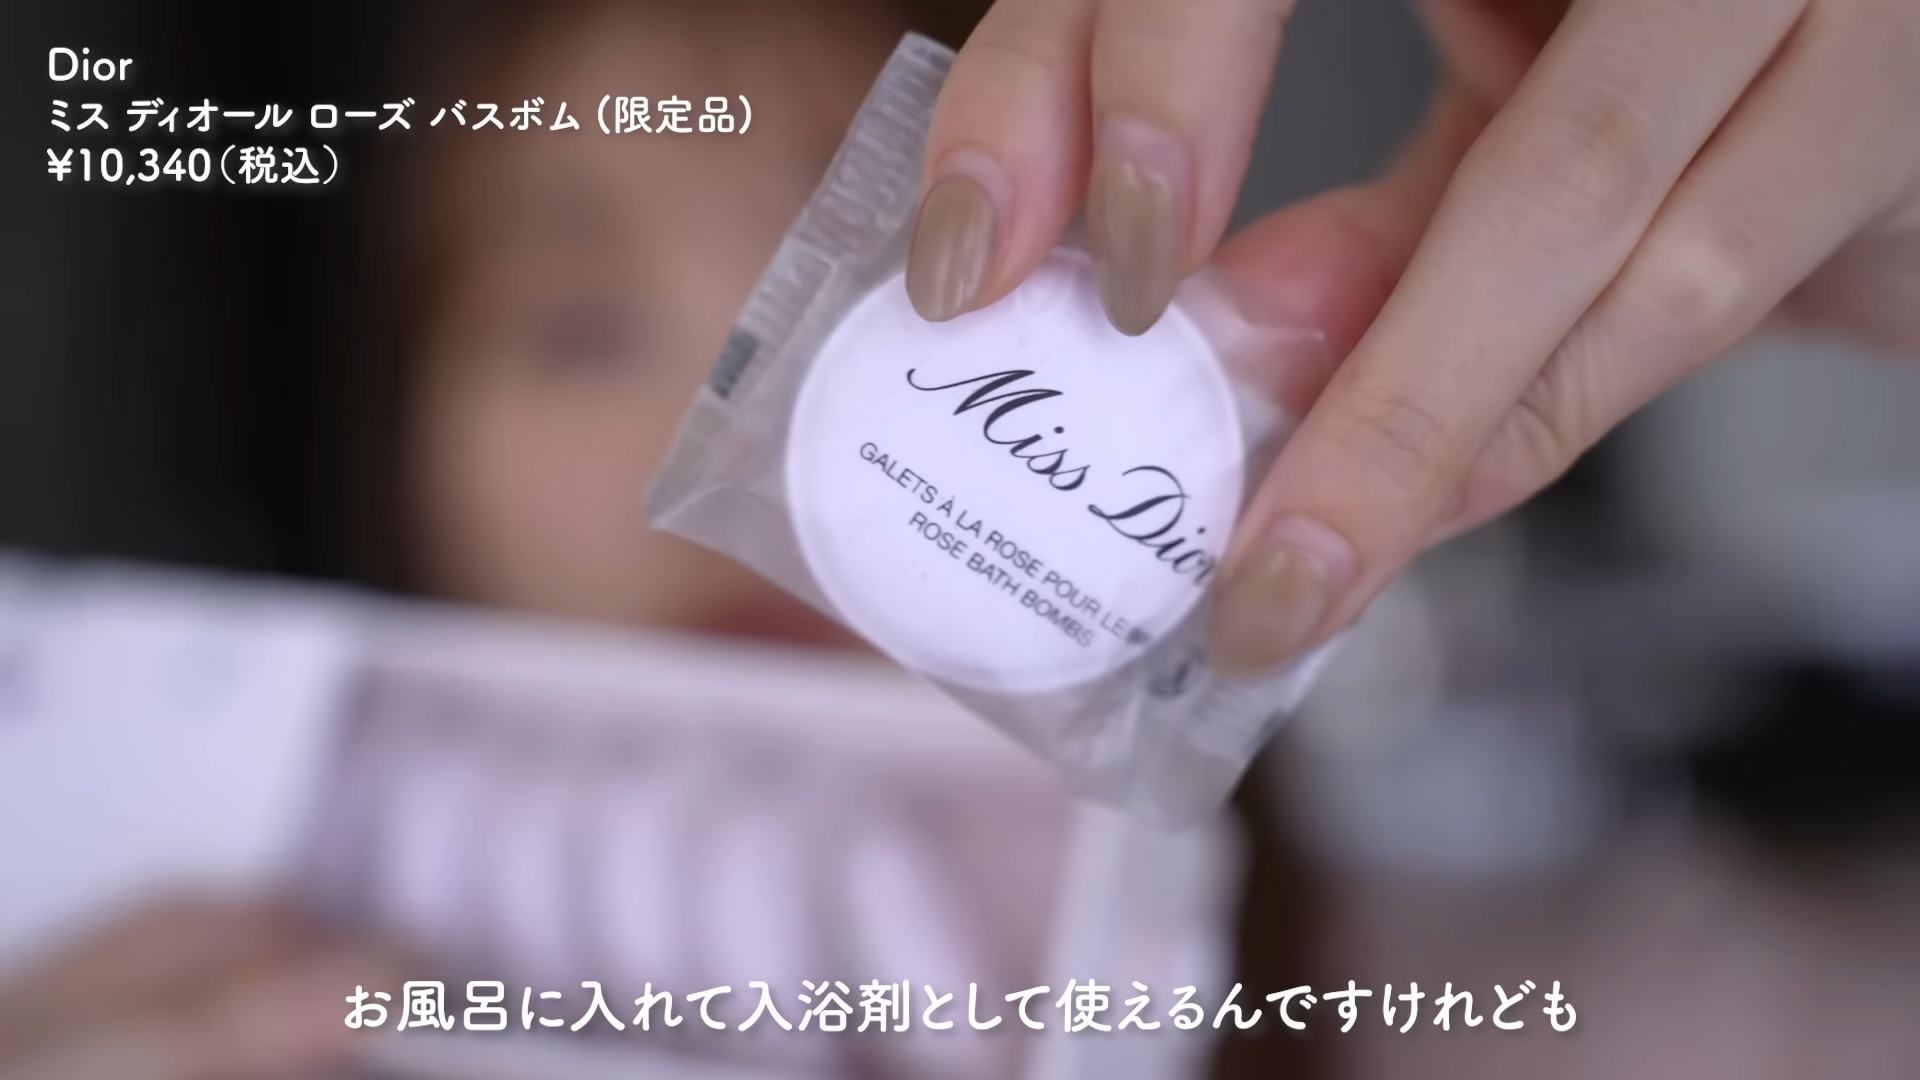 Dior
ミス ディオール ローズ バスボム（限定品）
¥10,340（税込）
Miss Dior
GALETS À LA ROSE POUR LE
ROSE BATH BOMBS
お風呂に入れて入浴剤として使えるんですけれども